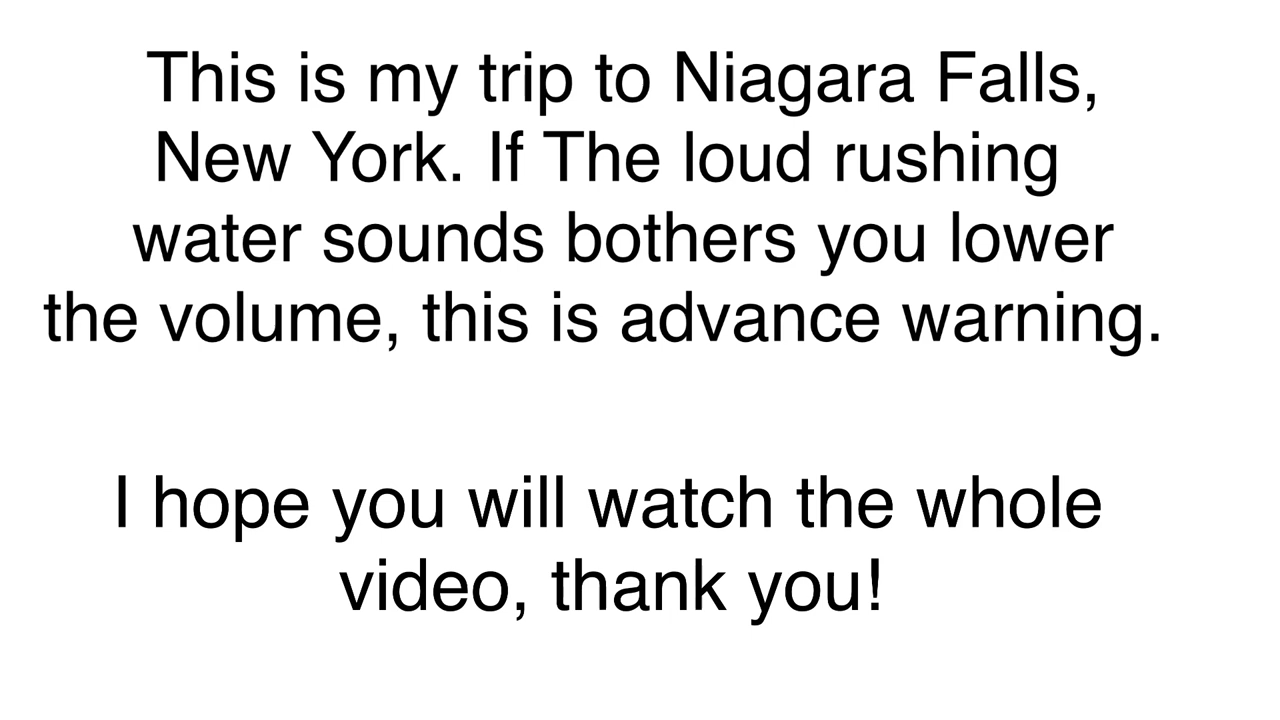 This is my trip to Niagara Falls,
New York. If The loud rushing
water sounds bothers you lower
the volume, this is advance warning.
I hope you will watch the whole
video, thank you!